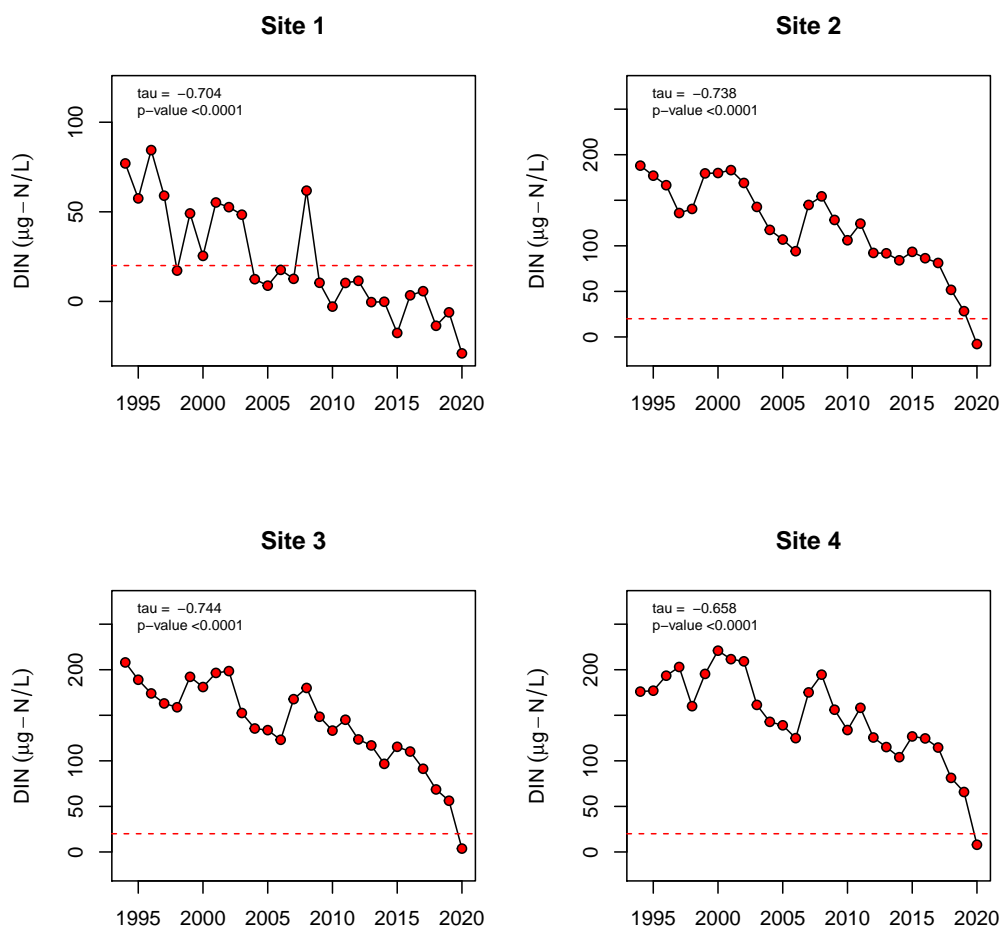 Site 1
tau =  −0.704
p−value <0.0001
DIN (μg−N/L)
100
50
0
1995 2000 2005 2010 2015 2020
Site 2
tau =  −0.738
p−value <0.0001
DIN (μg−N/L)
200
100
50
0
1995 2000 2005 2010 2015 2020
Site 3
tau =  −0.744
p−value <0.0001
DIN (μg−N/L)
200
100
50
0
1995 2000 2005 2010 2015 2020
Site 4
tau =  −0.658
p−value <0.0001
DIN (μg−N/L)
200
100
50
0
1995 2000 2005 2010 2015 2020